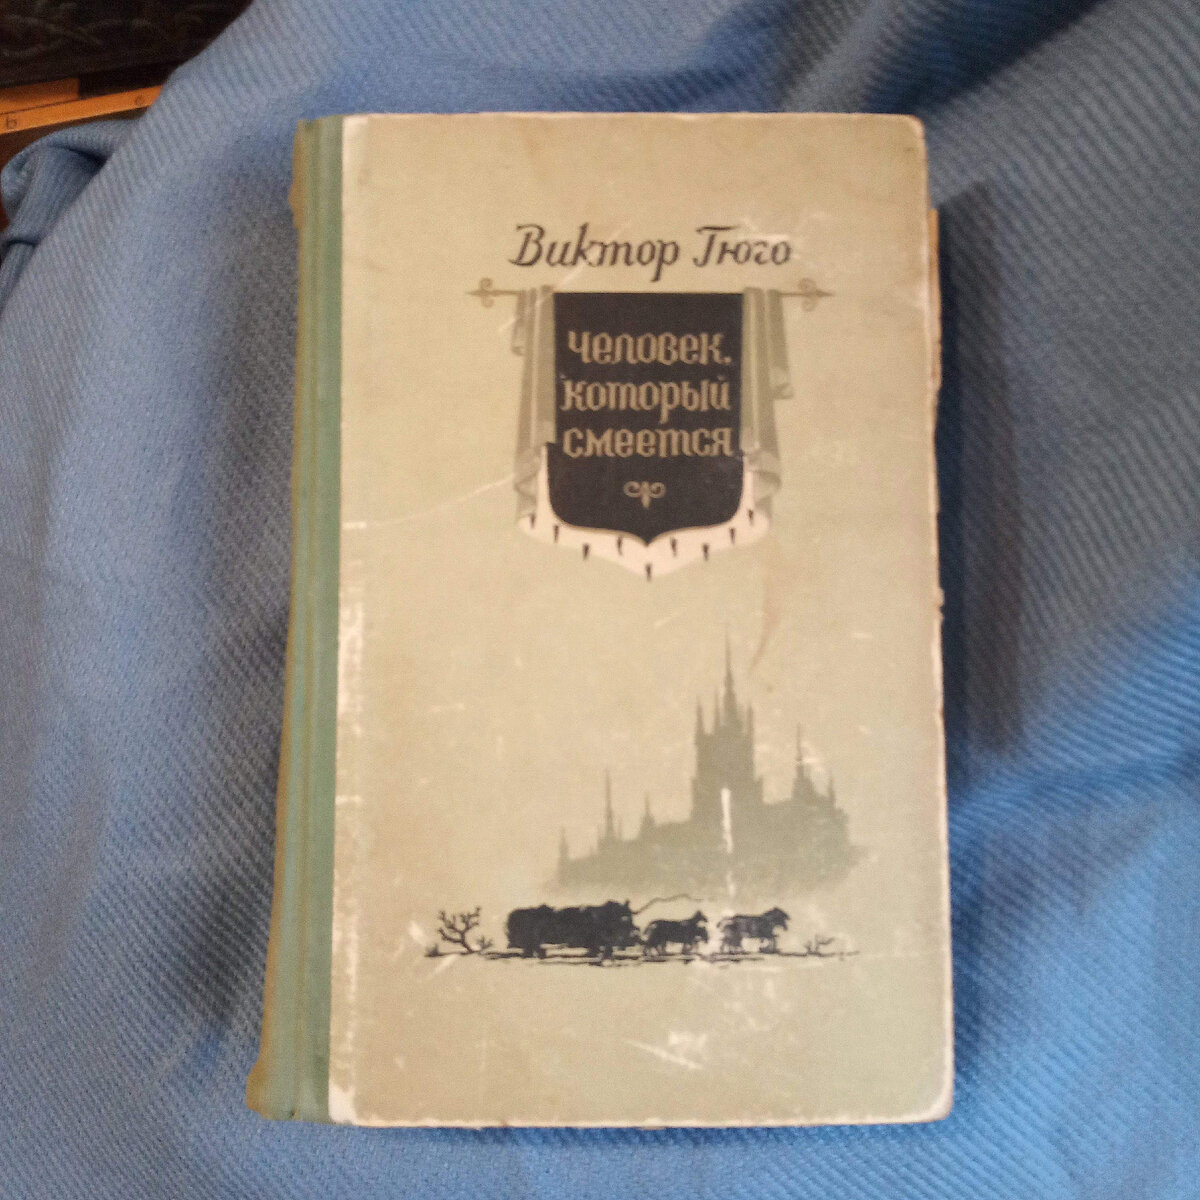 Виктор Гюго
человек,
который
смеется